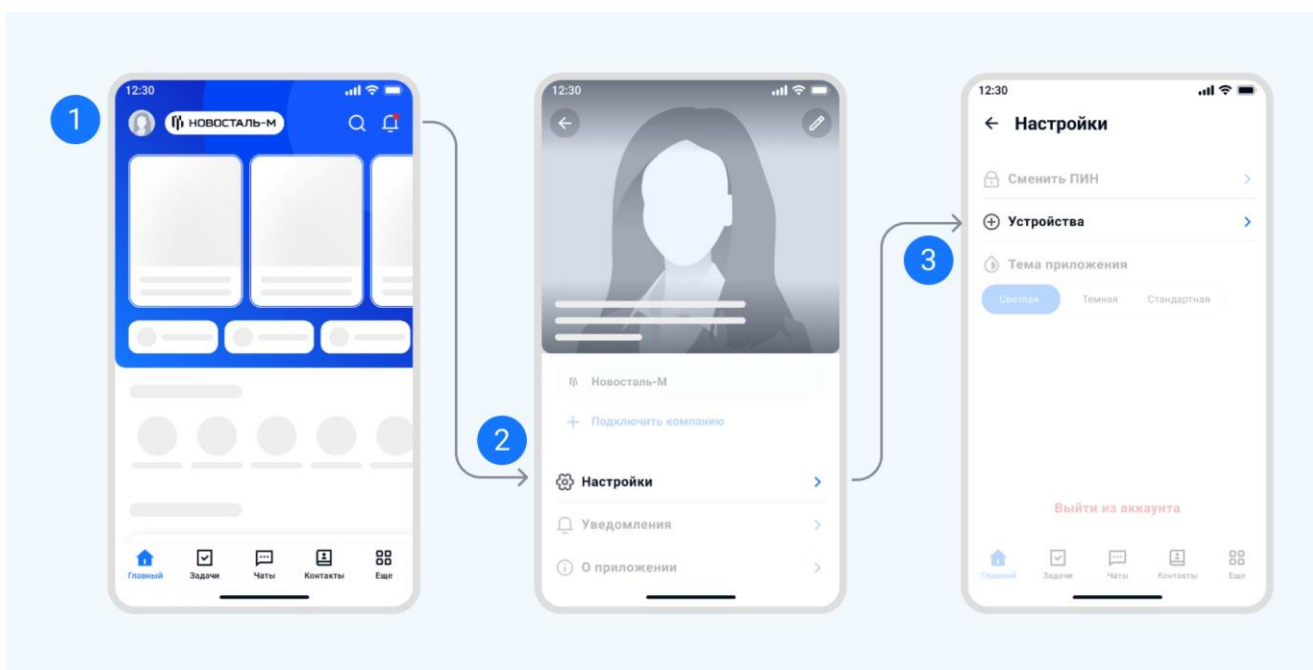 1
12:30
НОВОСТАЛЬ-М
Главный Задачи Чаты Контакты Еще
2
12:30
Новосталь-М
+ Подключить компанию
Настройки
Уведомления
О приложении
3
12:30
Настройки
Сменить ПИН
Устройства
Тема приложения
Светлая Темная Стандартная
Выйти из аккаунта
Главный Задачи Чаты Контакты Еще